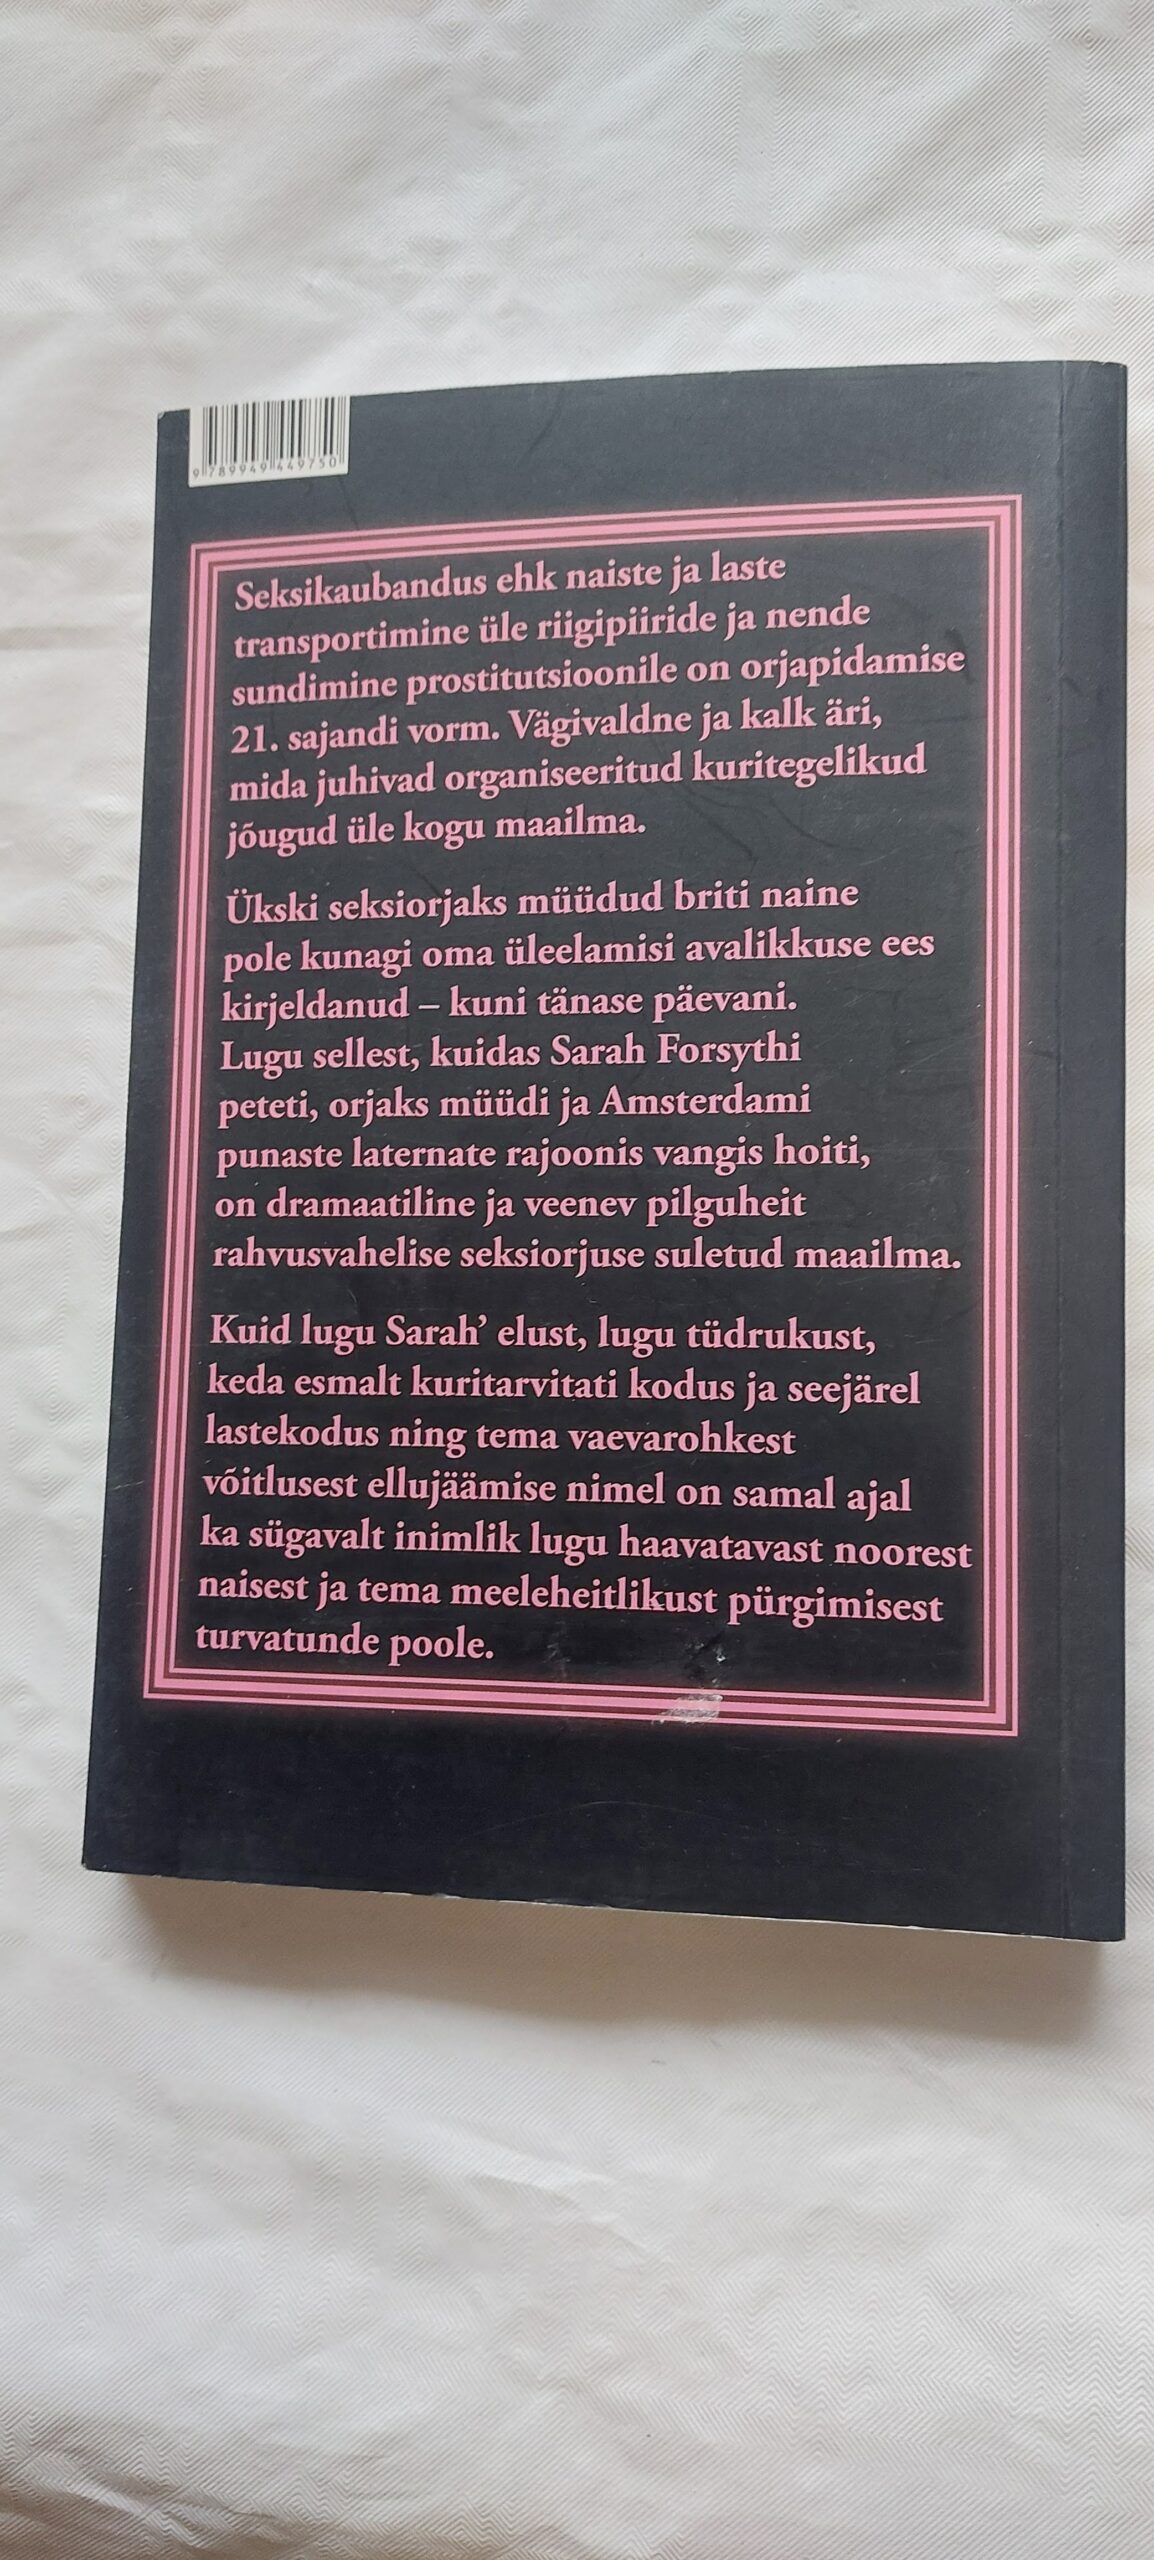 9 789949 449750
Seksikaubandus ehk naiste ja laste
transportimine üle riigipiiride ja nende
sundimine prostitutsioonile on orjapidamise
21. sajandi vorm. Vägivaldne ja kalk äri,
mida juhivad organiseeritud kuritegelikud
jõugud üle kogu maailma.
Ükski seksiorjaks müüdud briti naine
pole kunagi oma üleelamisi avalikkuse ees
kirjeldanud – kuni tänase päevani.
Lugu sellest, kuidas Sarah Forsythi
peteti, orjaks müüdi ja Amsterdami
punaste laternate rajoonis vangis hoiti,
on dramaatiline ja veenev pilguheit
rahvusvahelise seksiorjuse suletud maailma.
Kuid lugu Sarah’ elust, lugu tüdrukust,
keda esmalt kuritarvitati kodus ja seejärel
lastekodus ning tema vaevarohkest
võitlusest ellujäämise nimel on samal ajal
ka sügavalt inimlik lugu haavatavast noorest
naisest ja tema meeleheitlikust pürgimisest
turvatunde poole.